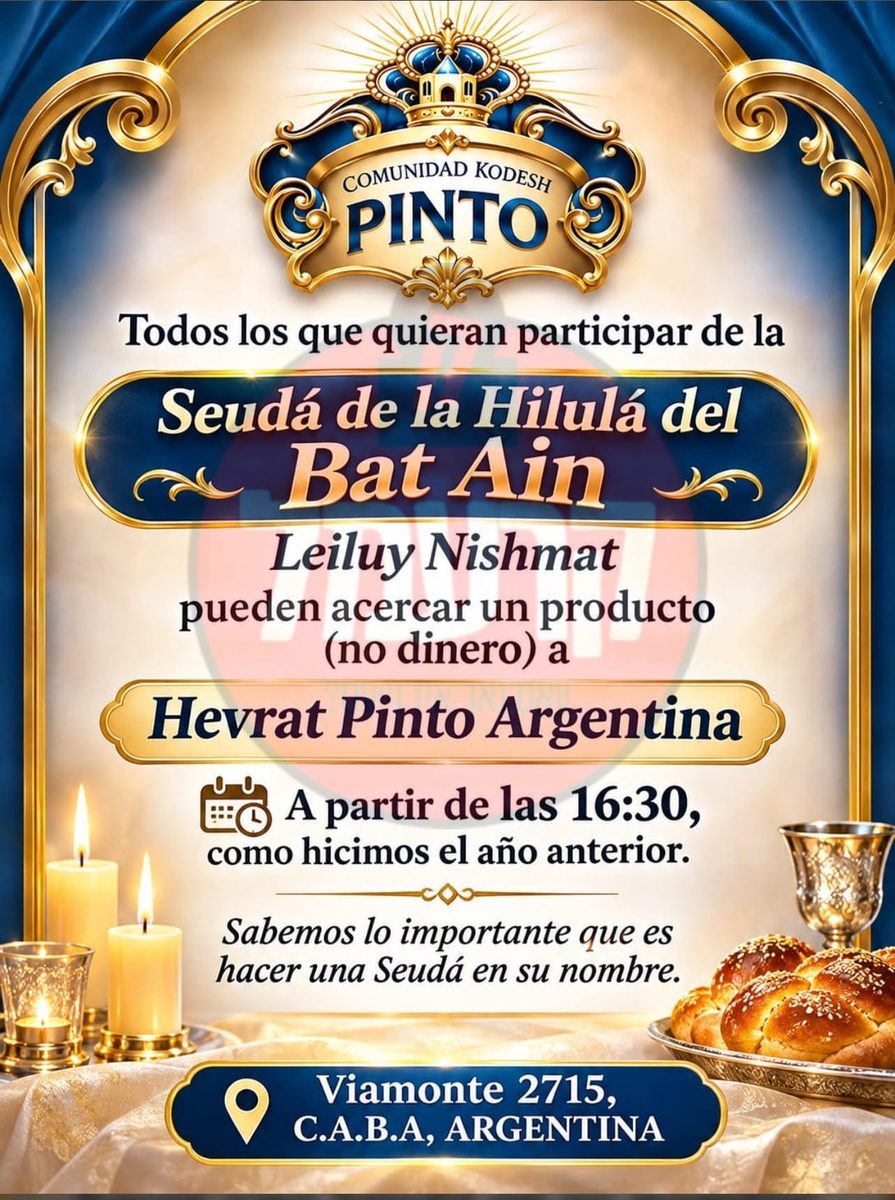 COMUNIDAD KODESH
PINTO
Todos los que quieran participar de la
Seudá de la Hilulá del
Bat Ain
Leiluy Nishmat
pueden acercar un producto
(no dinero) a
Hevrat Pinto Argentina
A partir de las 16:30,
como hicimos el año anterior.
Sabemos lo importante que es
hacer una Seudá en su nombre.
Viamonte 2715,
C.A.B.A, ARGENTINA